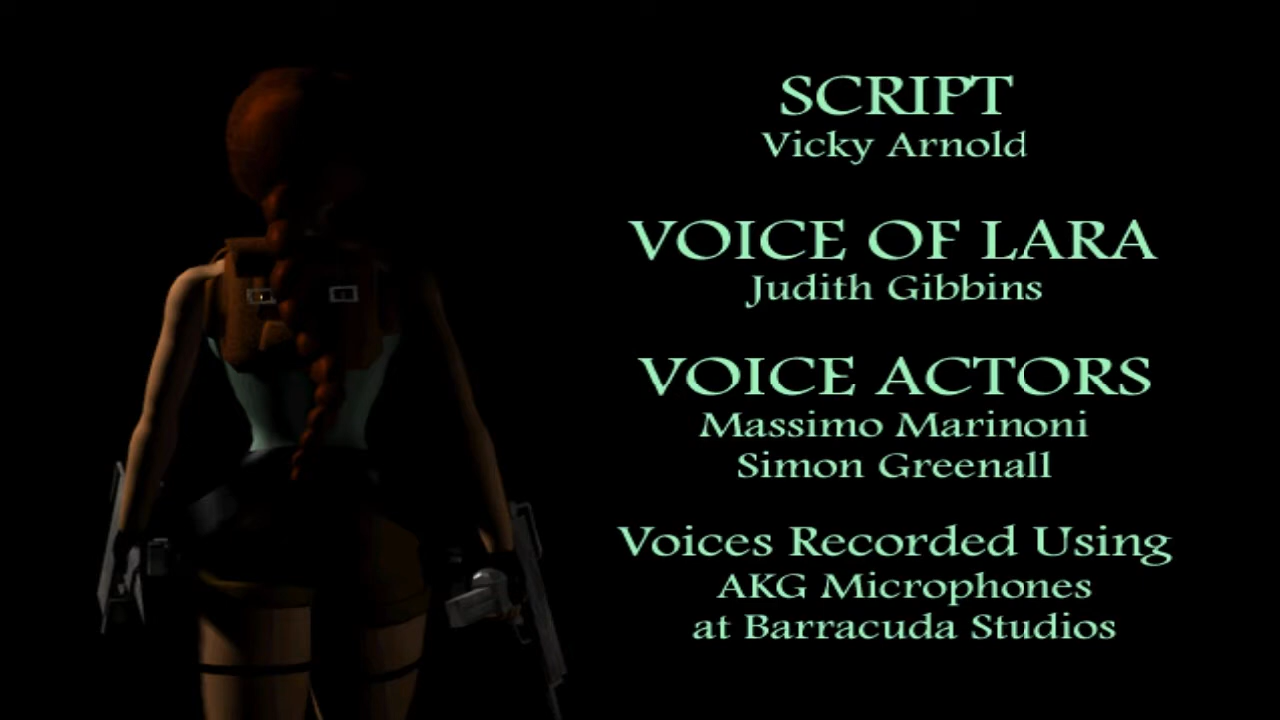 SCRIPT
Vicky Arnold
VOICE OF LARA
Judith Gibbins
VOICE ACTORS
Massimo Marinoni
Simon Greenall
Voices Recorded Using
AKG Microphones
at Barracuda Studios